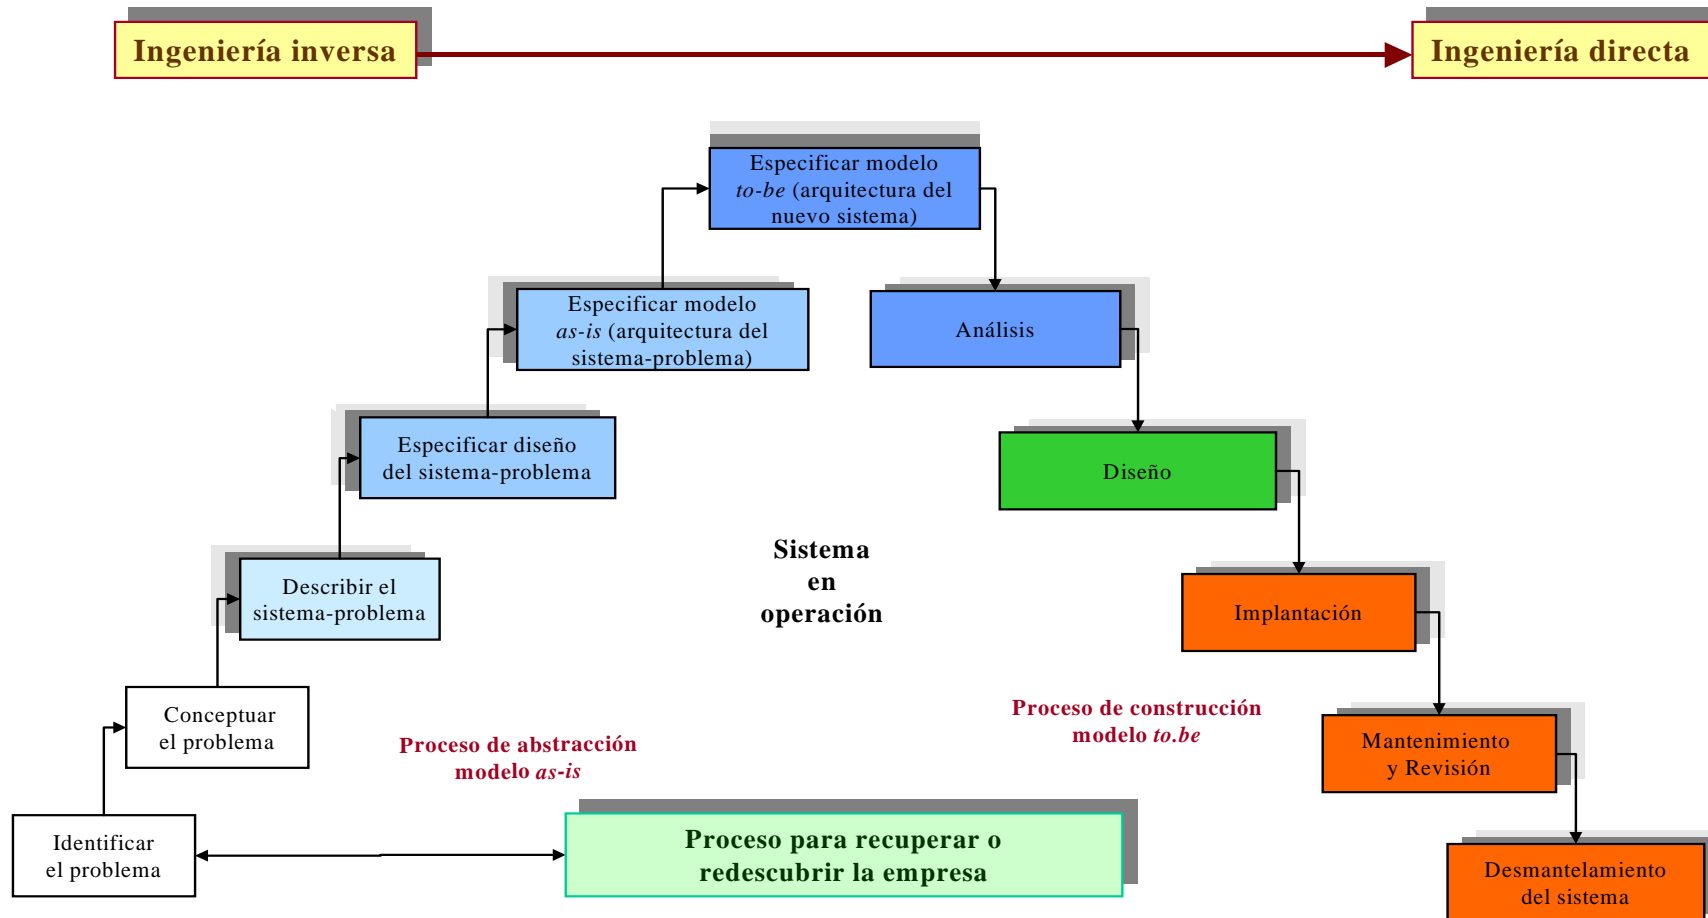 Ingeniería inversa
Ingeniería directa
Especificar modelo
to-be (arquitectura del
nuevo sistema)
Especificar modelo
as-is (arquitectura del
sistema-problema)
Análisis
Especificar diseño
del sistema-problema
Diseño
Sistema
en
operación
Describir el
sistema-problema
Implantación
Conceptuar
el problema
Proceso de abstracción
modelo as-is
Proceso de construcción
modelo to.be
Mantenimiento
y Revisión
Identificar
el problema
Proceso para recuperar o
redescubrir la empresa
Desmantelamiento
del sistema